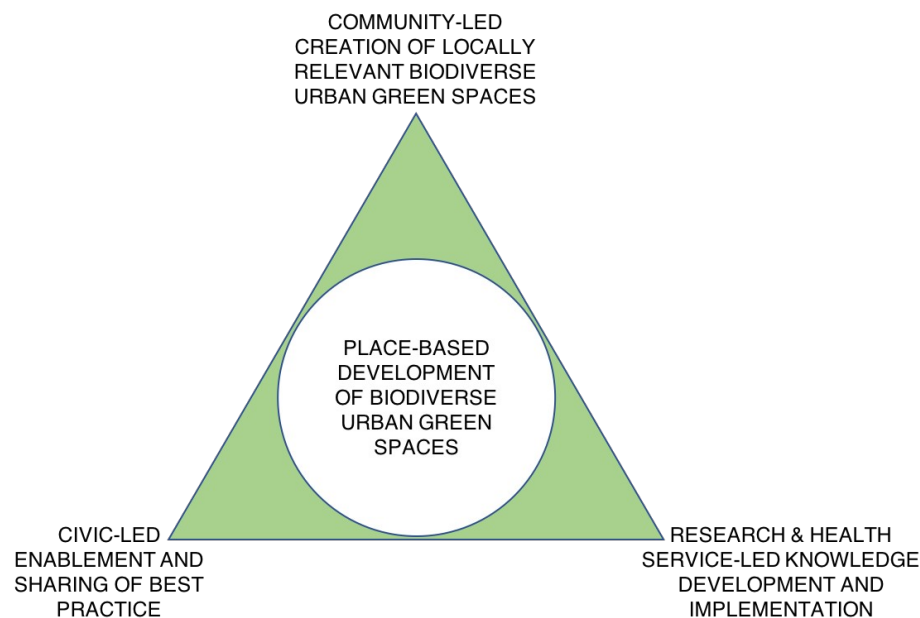 COMMUNITY-LED
CREATION OF LOCALLY
RELEVANT BIODIVERSE
URBAN GREEN SPACES
PLACE-BASED
DEVELOPMENT
OF BIODIVERSE
URBAN GREEN
SPACES
CIVIC-LED
ENABLEMENT AND
SHARING OF BEST
PRACTICE
RESEARCH & HEALTH
SERVICE-LED KNOWLEDGE
DEVELOPMENT AND
IMPLEMENTATION